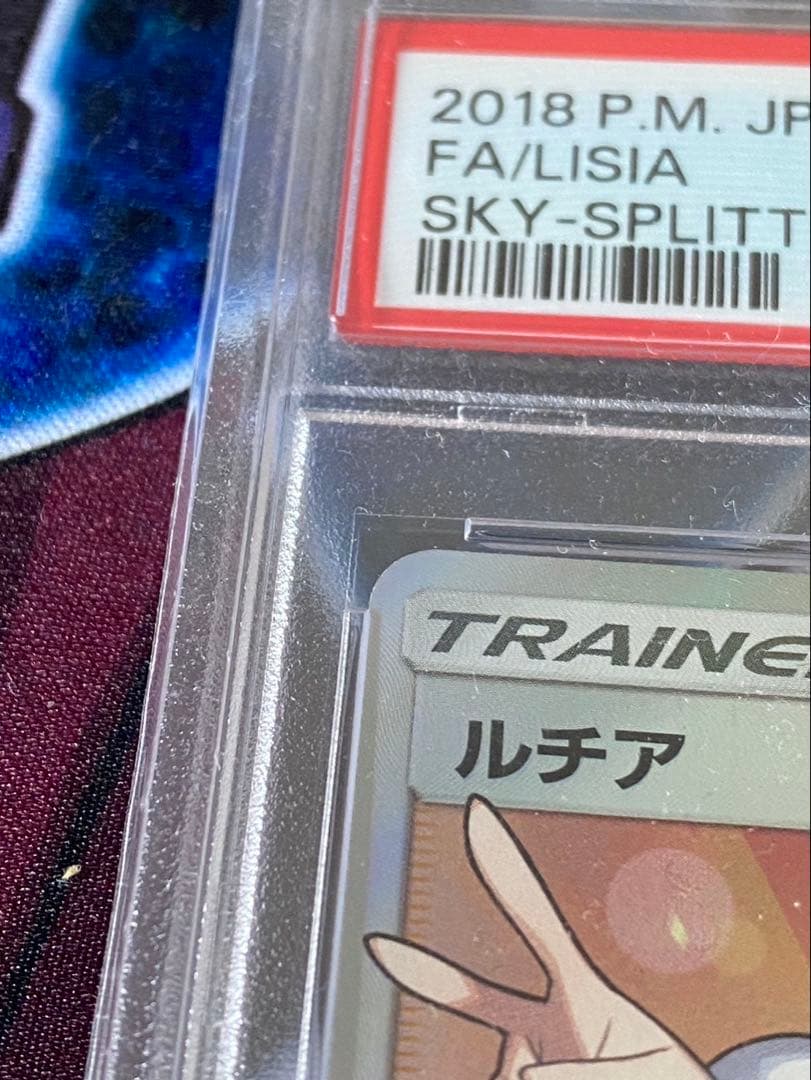 2018 P.M. JP
FA/LISIA
SKY-SPLITT
TRAINE
ルチア